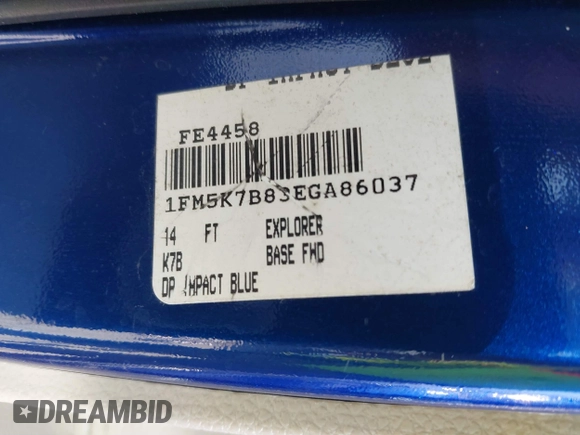 FE4458
1FM5K7B83EGA86037
14 FT EXPLORER
K7B BASE FWD
DP IMPACT BLUE
DREAMBID